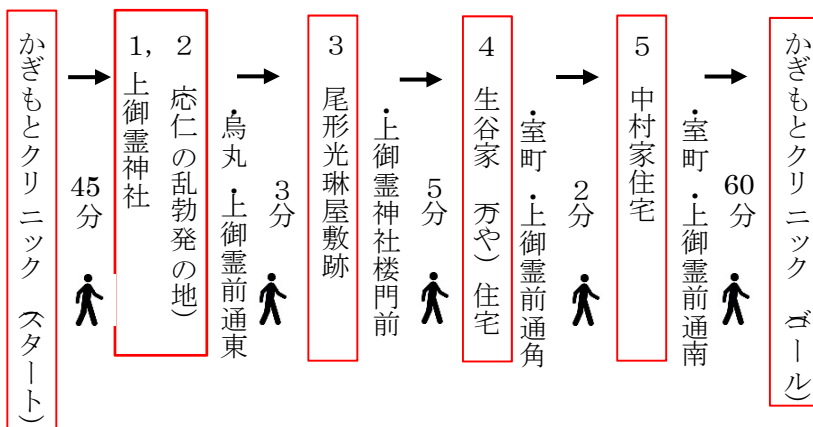 かぎもとクリニック （スタート）
45分
1, 上御霊神社
2 （応仁の乱勃発の地）
・烏丸・上御霊前通東
3分
3 尾形光琳屋敷跡
・上御霊神社楼門前
5分
4 生谷家 （万や）住宅
・室町・上御霊前通角
2分
5 中村家住宅
・室町・上御霊前通南
60分
かぎもとクリニック （ゴール）